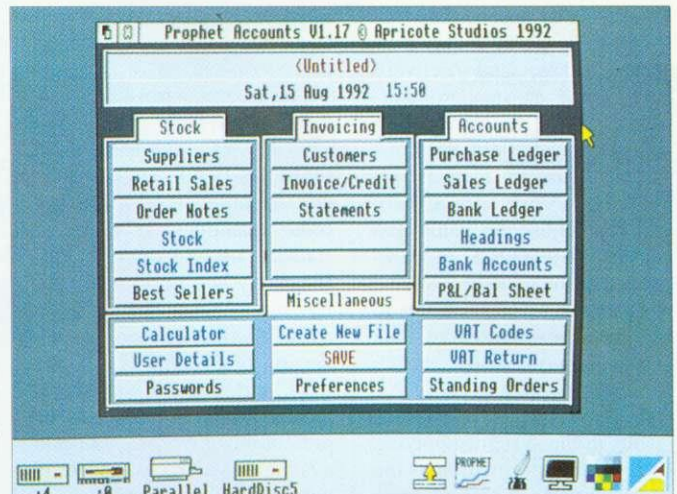 Prophet Accounts V1.17 © Apricote Studios 1992
<Untitled>
Sat,15 Aug 1992 15:50
Stock
Suppliers
Retail Sales
Order Notes
Stock
Stock Index
Best Sellers
Invoicing
Customers
Invoice/Credit
Statements
Accounts
Purchase Ledger
Sales Ledger
Bank Ledger
Headings
Bank Accounts
P&L/Bal Sheet
Miscellaneous
Calculator
Create New File
VAT Codes
User Details
SAVE
VAT Return
Passwords
Preferences
Standing Orders
PROPHET
:4 :0 Parallel HardDisc5